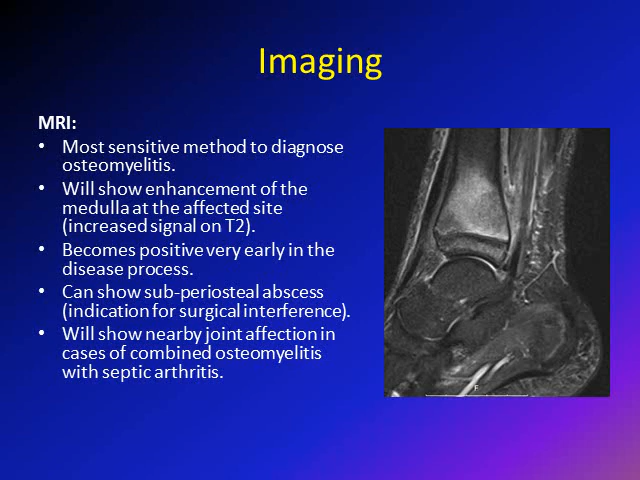 Imaging
MRI:
• Most sensitive method to diagnose
osteomyelitis.
• Will show enhancement of the
medulla at the affected site
(increased signal on T2).
• Becomes positive very early in the
disease process.
• Can show sub-periosteal abscess
(indication for surgical interference).
• Will show nearby joint affection in
cases of combined osteomyelitis
with septic arthritis.
F